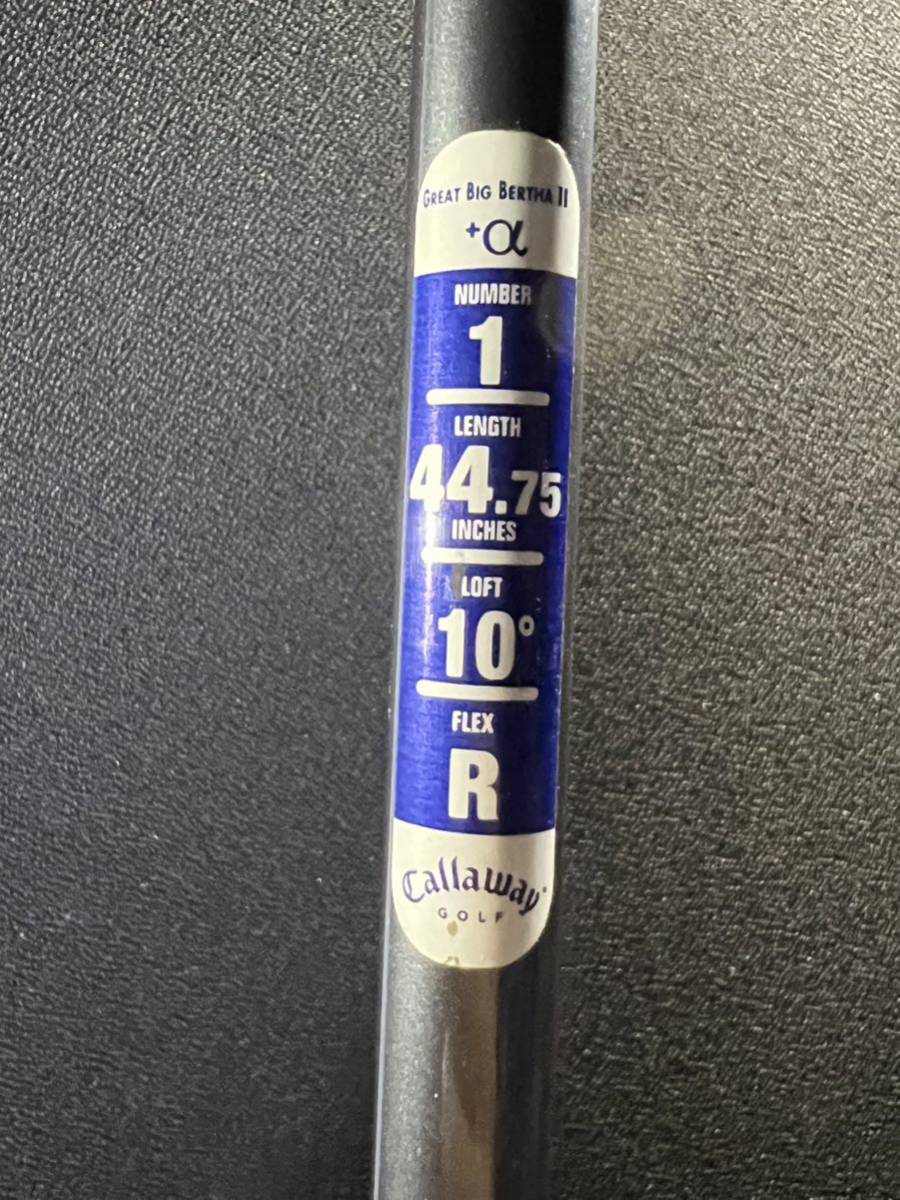 GREAT BIG BERTHA II
+α
NUMBER
1
LENGTH
44.75
INCHES
LOFT
10°
FLEX
R
Callaway
GOLF